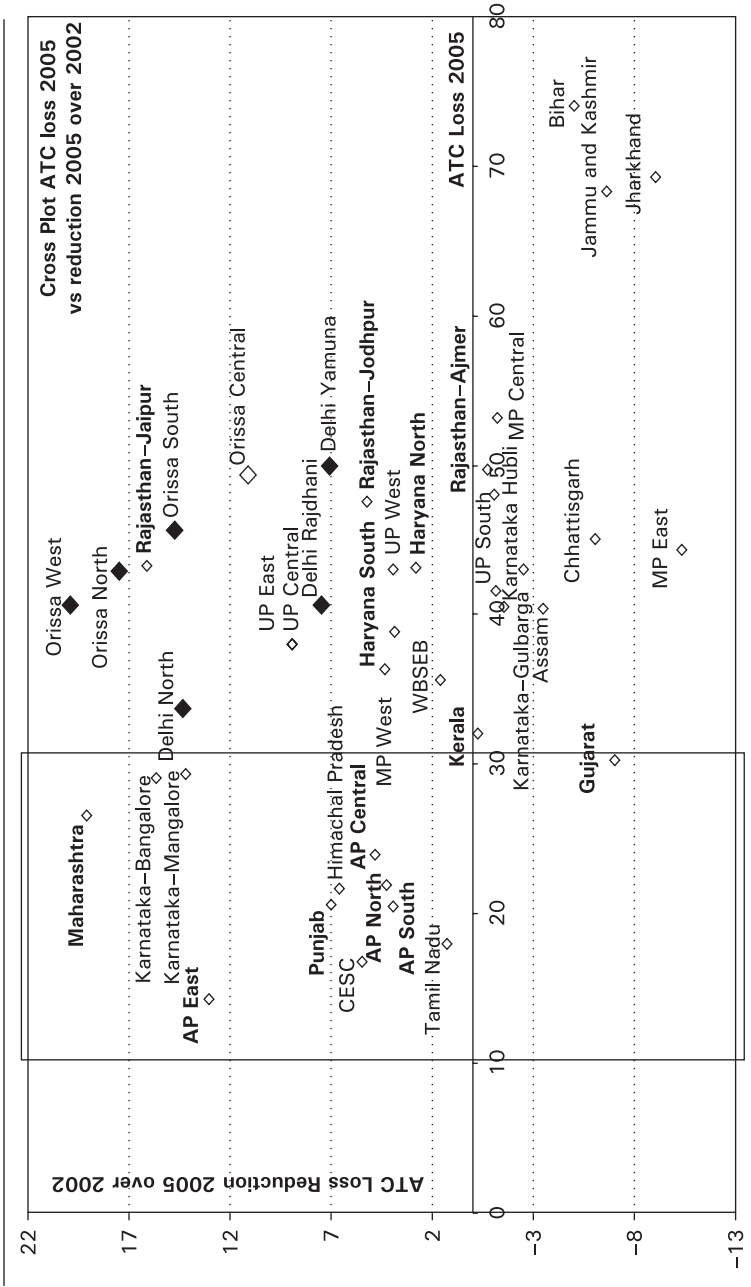 Cross Plot ATC loss 2005
vs reduction 2005 over 2002
ATC Loss Reduction 2005 over 2002
22
17
12
7
2
−3
−8
−13
0
10
20
30
40
50
60
70
80
ATC Loss 2005
Orissa West
Orissa North
Rajasthan–Jaipur
Orissa South
Maharashtra
Delhi North
Karnataka–Bangalore
Karnataka–Mangalore
AP East
Orissa Central
UP East
UP Central
Delhi Rajdhani
Delhi Yamuna
Punjab
Himachal Pradesh
CESC
AP Central
AP North
AP South
Tamil Nadu
Haryana South
Rajasthan–Jodhpur
MP West
UP West
Haryana North
WBSEB
Kerala
Rajasthan–Ajmer
UP South
Karnataka Hubli
MP Central
Karnataka–Gulbarga
Assam
Gujarat
Chhattisgarh
MP East
Bihar
Jammu and Kashmir
Jharkhand